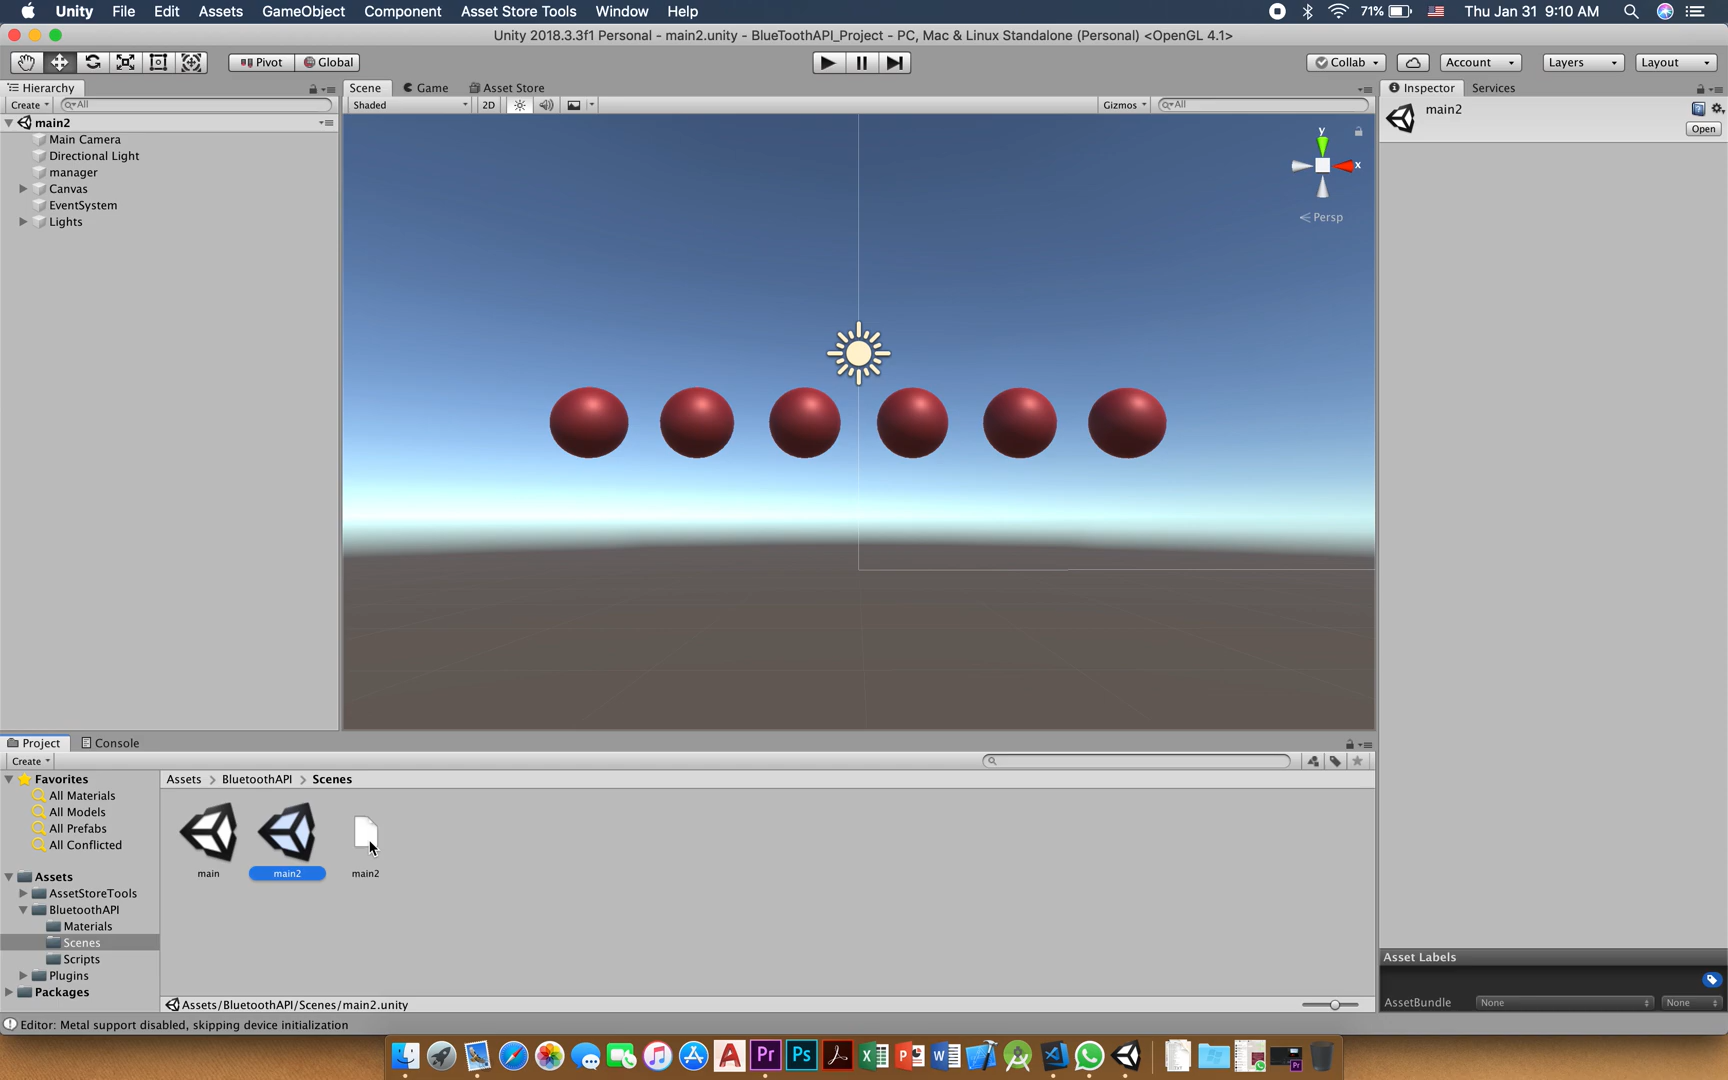 Unity File Edit Assets GameObject Component Asset Store Tools Window Help 71% Thu Jan 31 9:10 AM
Unity 2018.3.3f1 Personal - main2.unity - BlueToothAPI_Project - PC, Mac & Linux Standalone (Personal) <OpenGL 4.1>
Pivot Global Collab Account Layers Layout
Hierarchy Scene Game Asset Store Inspector Services
Create All Shaded 2D Gizmos All
main2
Main Camera
Directional Light
manager
Canvas
EventSystem
Lights
y
x
Persp
main2
Open
Project Console
Create
Favorites
All Materials
All Models
All Prefabs
All Conflicted
Assets
AssetStoreTools
BluetoothAPI
Materials
Scenes
Scripts
Plugins
Packages
Assets BluetoothAPI Scenes
main main2 main2
Assets/BluetoothAPI/Scenes/main2.unity
Asset Labels
AssetBundle None None
Editor: Metal support disabled, skipping device initialization
Pr Ps
Pr